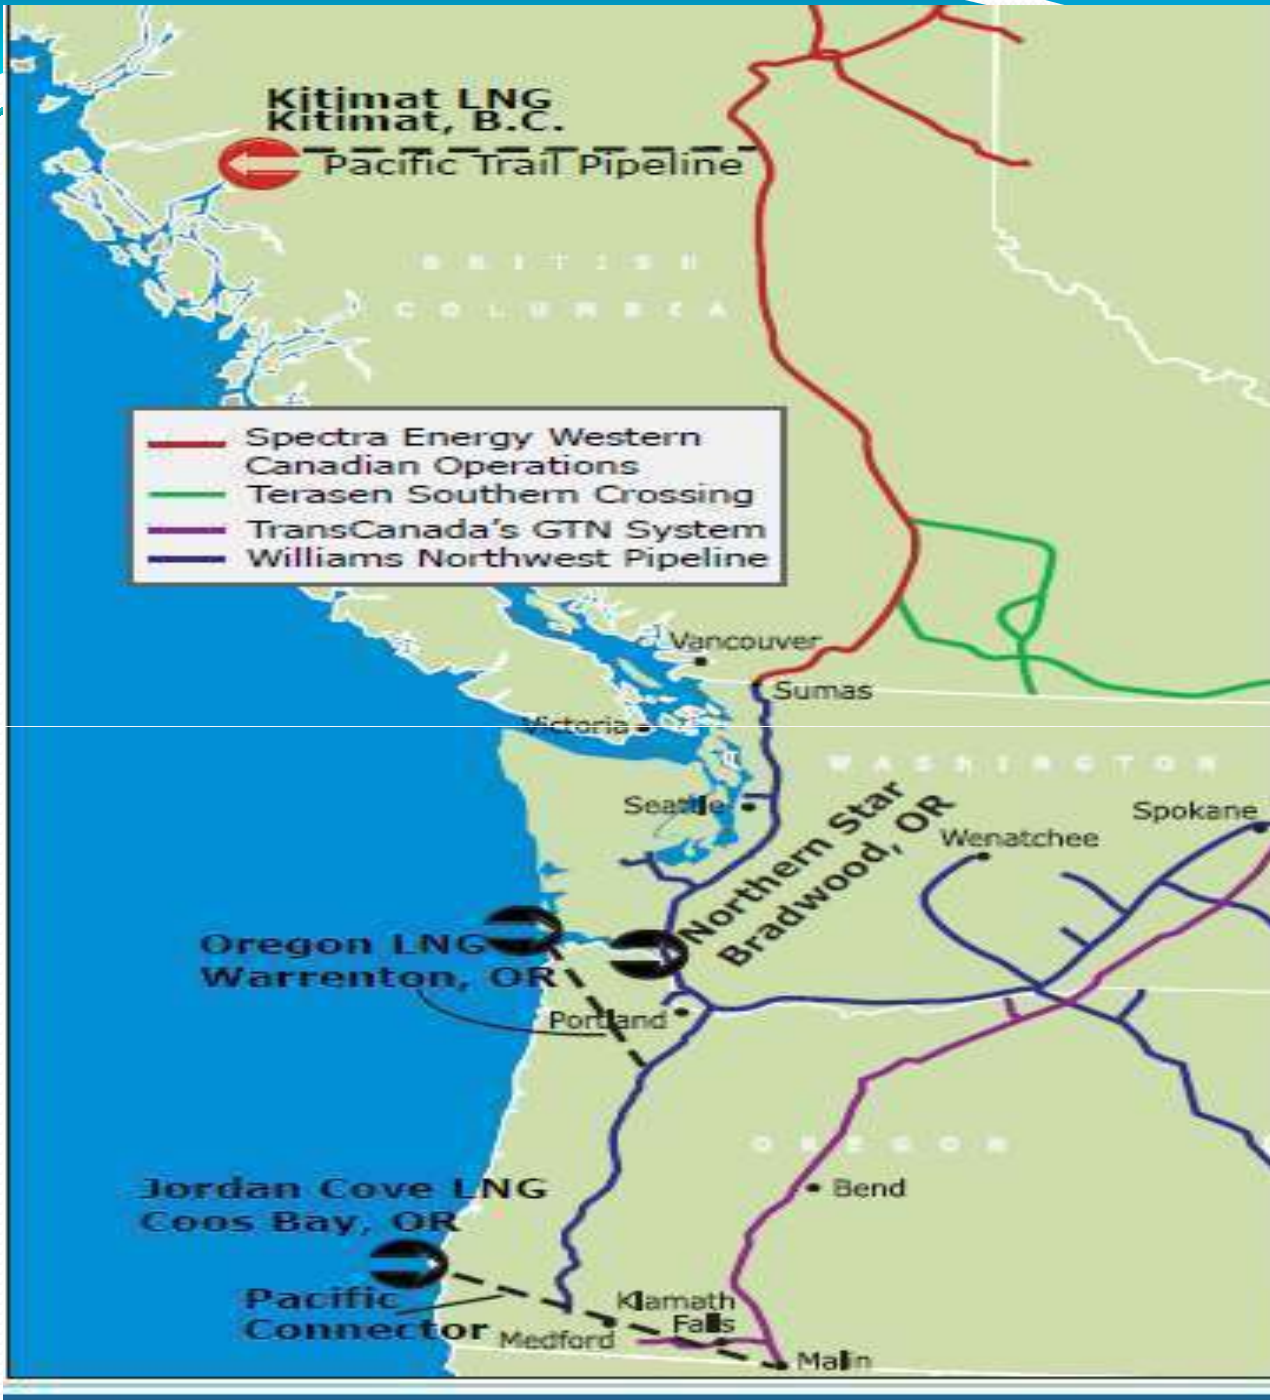 Kitimat LNG
Kitimat, B.C.
Pacific Trail Pipeline
BRITISH
COLUMBIA
Spectra Energy Western
Canadian Operations
Terasen Southern Crossing
TransCanada's GTN System
Williams Northwest Pipeline
Vancouver
Sumas
Victoria
WASHINGTON
Seattle
Spokane
Wenatchee
Northern Star
Bradwood, OR
Oregon LNG
Warrenton, OR
Portland
OREGON
Bend
Jordan Cove LNG
Coos Bay, OR
Pacific
Connector
Klamath
Falls
Medford
Malin